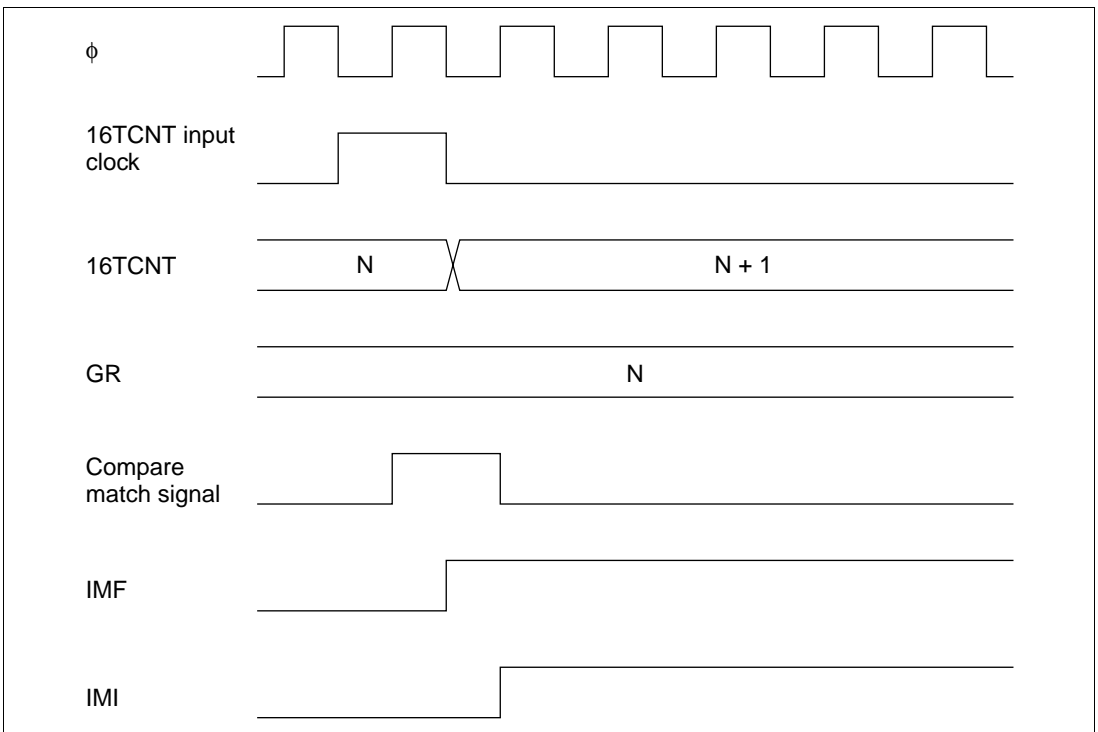 ϕ
16TCNT input
clock
16TCNT
N
N + 1
GR
N
Compare
match signal
IMF
IMI